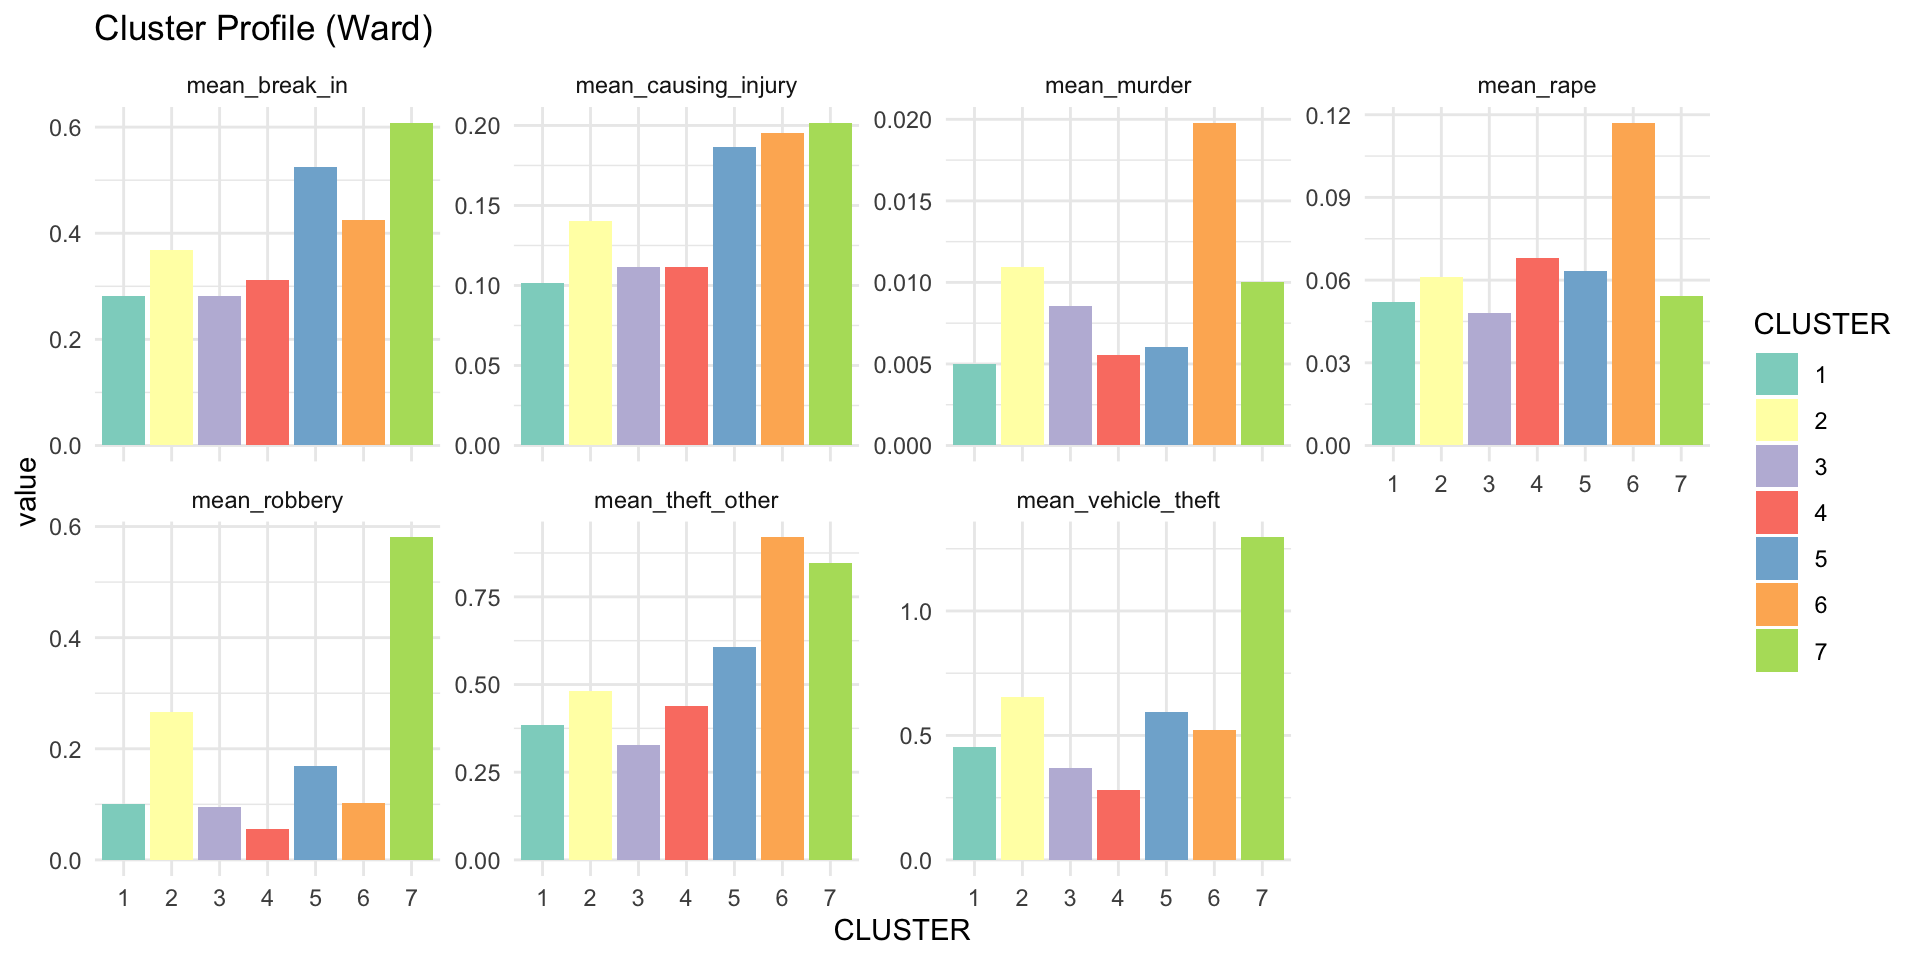 Cluster Profile (Ward)
mean_break_in
mean_causing_injury
mean_murder
mean_rape
0.6
0.4
0.2
0.0
0.20
0.15
0.10
0.05
0.00
0.020
0.015
0.010
0.005
0.000
0.12
0.09
0.06
0.03
0.00
1 2 3 4 5 6 7
value
mean_robbery
mean_theft_other
mean_vehicle_theft
0.6
0.4
0.2
0.0
0.75
0.50
0.25
0.00
1.0
0.5
0.0
1 2 3 4 5 6 7
1 2 3 4 5 6 7
1 2 3 4 5 6 7
CLUSTER
CLUSTER
1
2
3
4
5
6
7